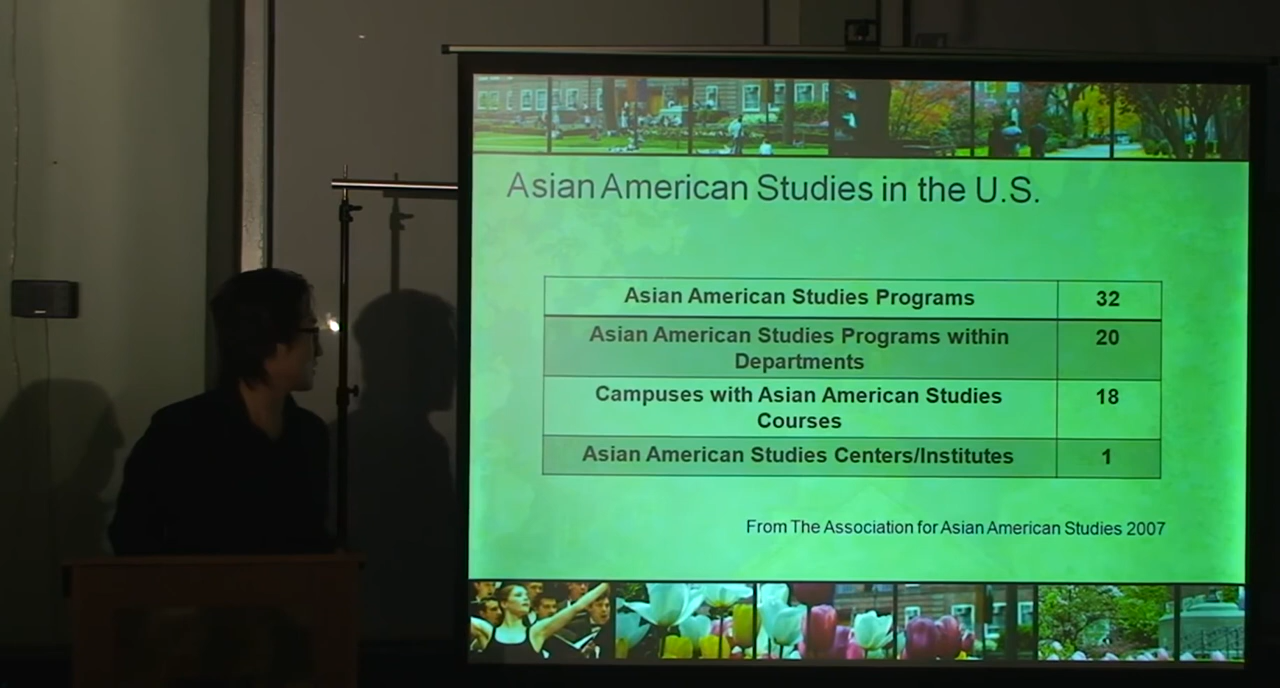 Asian American Studies in the U.S.
Asian American Studies Programs 32
Asian American Studies Programs within 20
Departments
Campuses with Asian American Studies 18
Courses
Asian American Studies Centers/Institutes 1
From The Association for Asian American Studies 2007